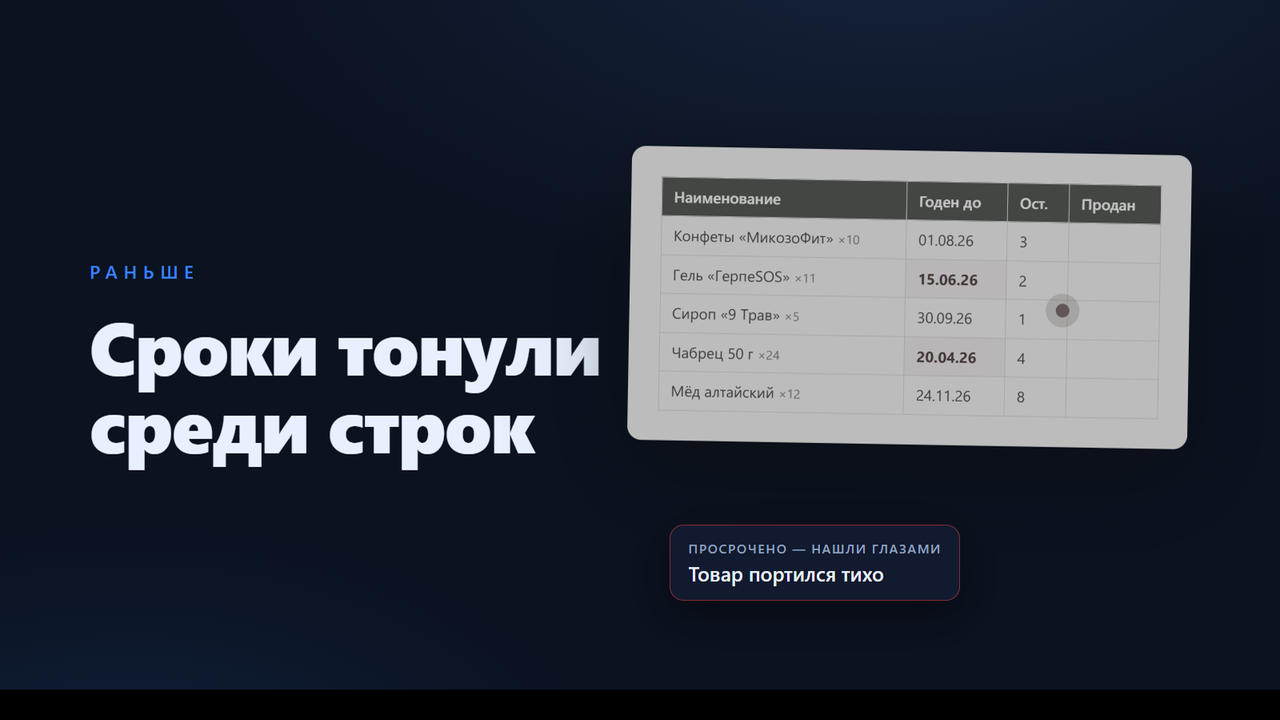 РАНЬШЕ
Сроки тонули
среди строк
Наименование Годен до Ост. Продан
Конфеты «МикозоФит» ×10 01.08.26 3
Гель «ГерпеSOS» ×11 15.06.26 2
Сироп «9 Трав» ×5 30.09.26 1
Чабрец 50 г ×24 20.04.26 4
Мёд алтайский ×12 24.11.26 8
ПРОСРОЧЕНО — НАШЛИ ГЛАЗАМИ
Товар портился тихо